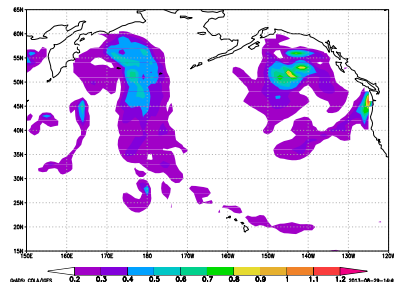 65N
60N
55N
50N
45N
40N
35N
30N
25N
20N
15N
150E 160E 170E 180 170W 160W 150W 140W 130W 120W
0.2 0.3 0.4 0.5 0.6 0.7 0.8 0.9 1 1.1 1.2
GrADS: COLA/IGES